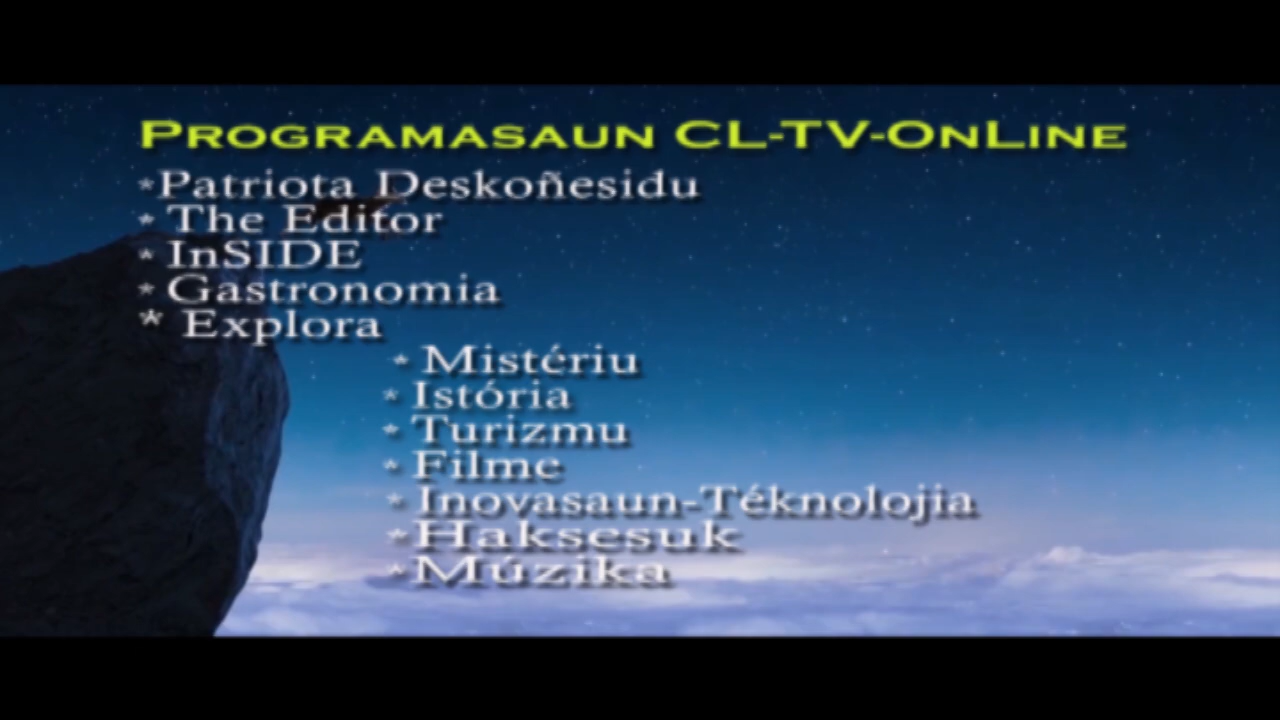 PROGRAMASAUN CL-TV-ONLINE
*Patriota Deskoñesidu
* The Editor
* InSIDE
* Gastronomia
* Explora
* Mistériu
* Istória
* Turizmu
* Filme
* Inovasaun-Téknolojia
*Haksesuk
*Múzika